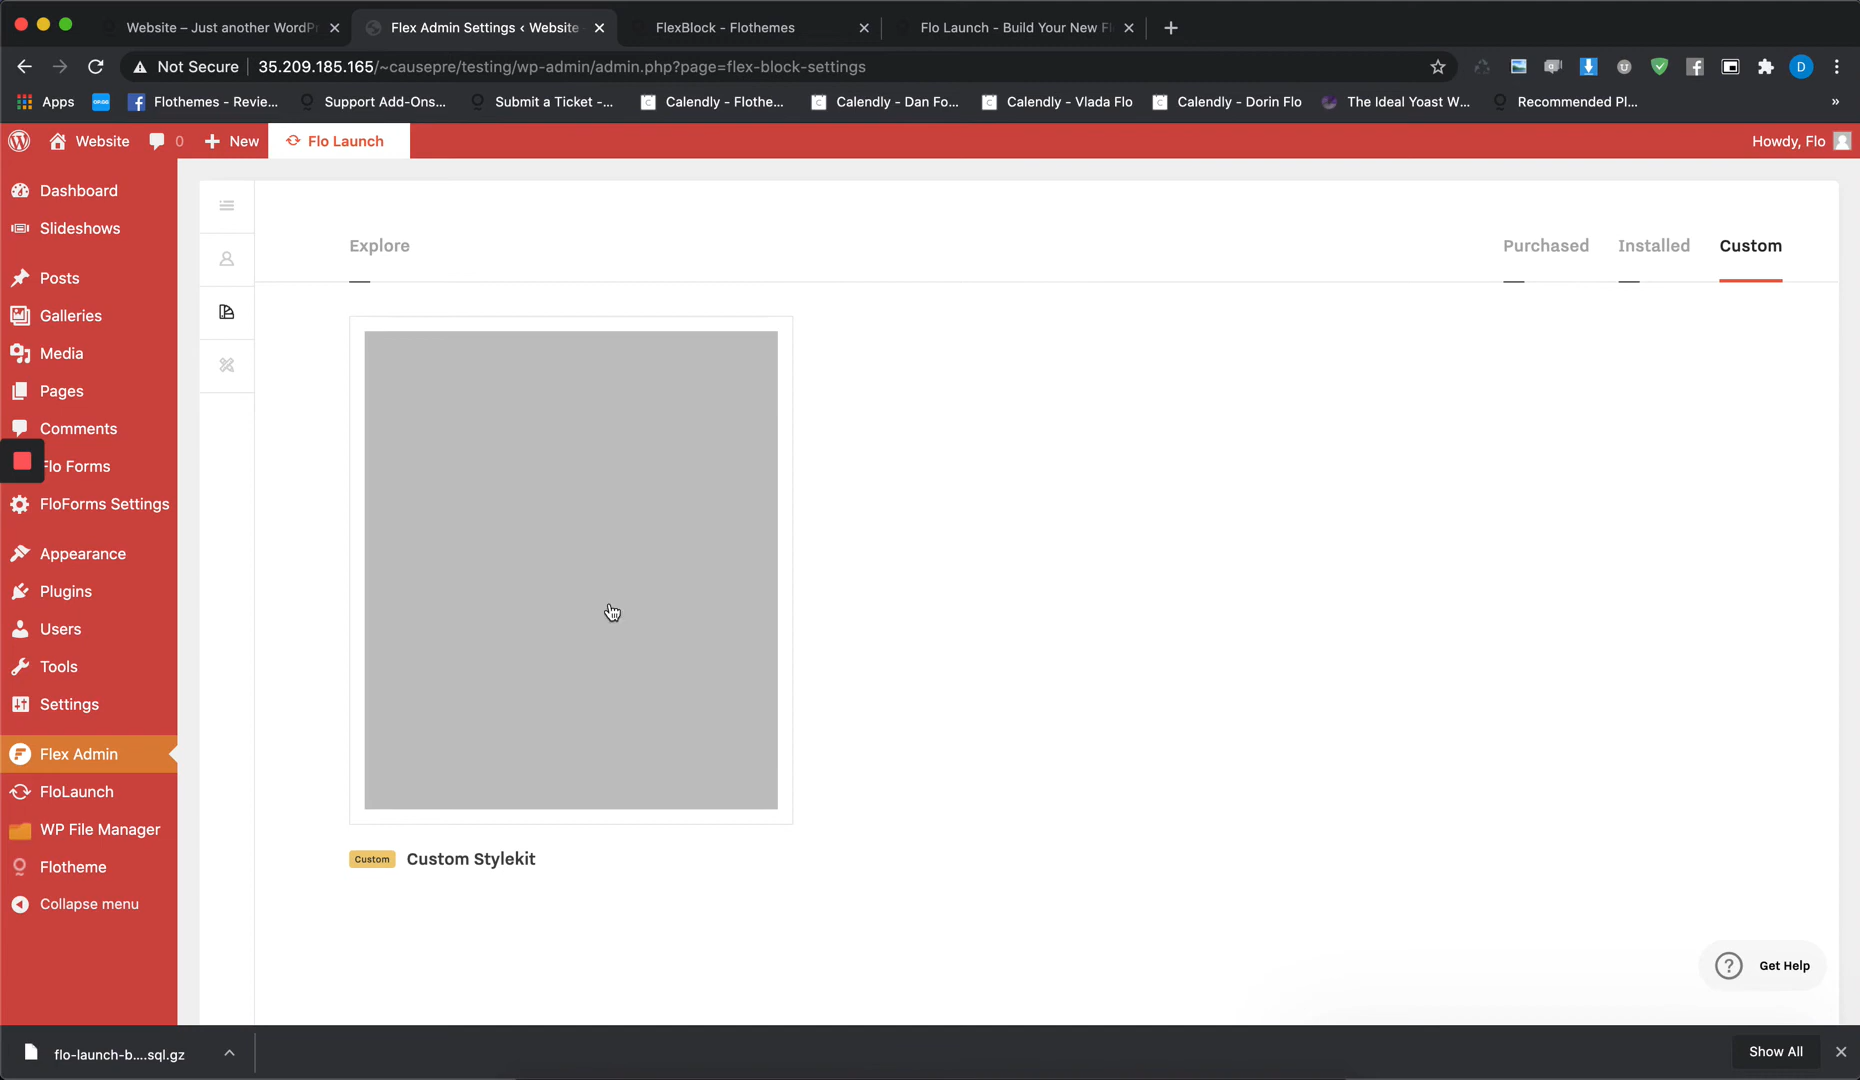 Website – Just another WordPr
Flex Admin Settings ‹ Website
FlexBlock - Flothemes
Flo Launch - Build Your New Fl
Not Secure
35.209.185.165/~causepre/testing/wp-admin/admin.php?page=flex-block-settings
D
Apps
Flothemes - Revie...
Support Add-Ons...
Submit a Ticket -...
Calendly - Flothe...
Calendly - Dan Fo...
Calendly - Vlada Flo
Calendly - Dorin Flo
The Ideal Yoast W...
Recommended Pl...
»
Website
0
New
Flo Launch
Howdy, Flo
Dashboard
Slideshows
Posts
Galleries
Media
Pages
Comments
Flo Forms
FloForms Settings
Appearance
Plugins
Users
Tools
Settings
Flex Admin
FloLaunch
WP File Manager
Flotheme
Collapse menu
Explore
Purchased
Installed
Custom
Custom
Custom Stylekit
Get Help
flo-launch-b....sql.gz
Show All